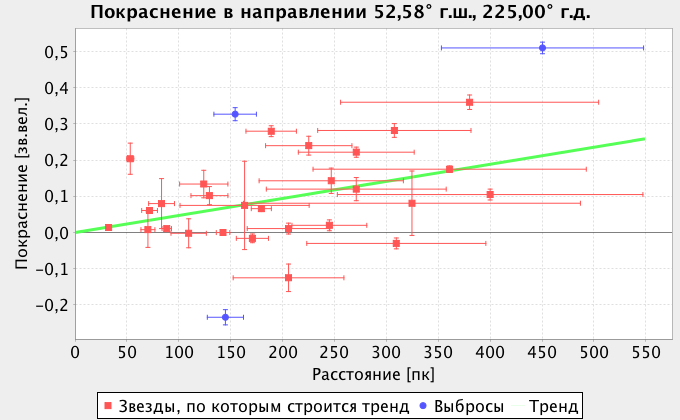 Покраснение в направлении 52,58° г.ш., 225,00° г.д.
Покраснение [зв.вел.]
0,5
0,4
0,3
0,2
0,1
0,0
-0,1
-0,2
0 50 100 150 200 250 300 350 400 450 500 550
Расстояние [пк]
Звезды, по которым строится тренд Выбросы Тренд